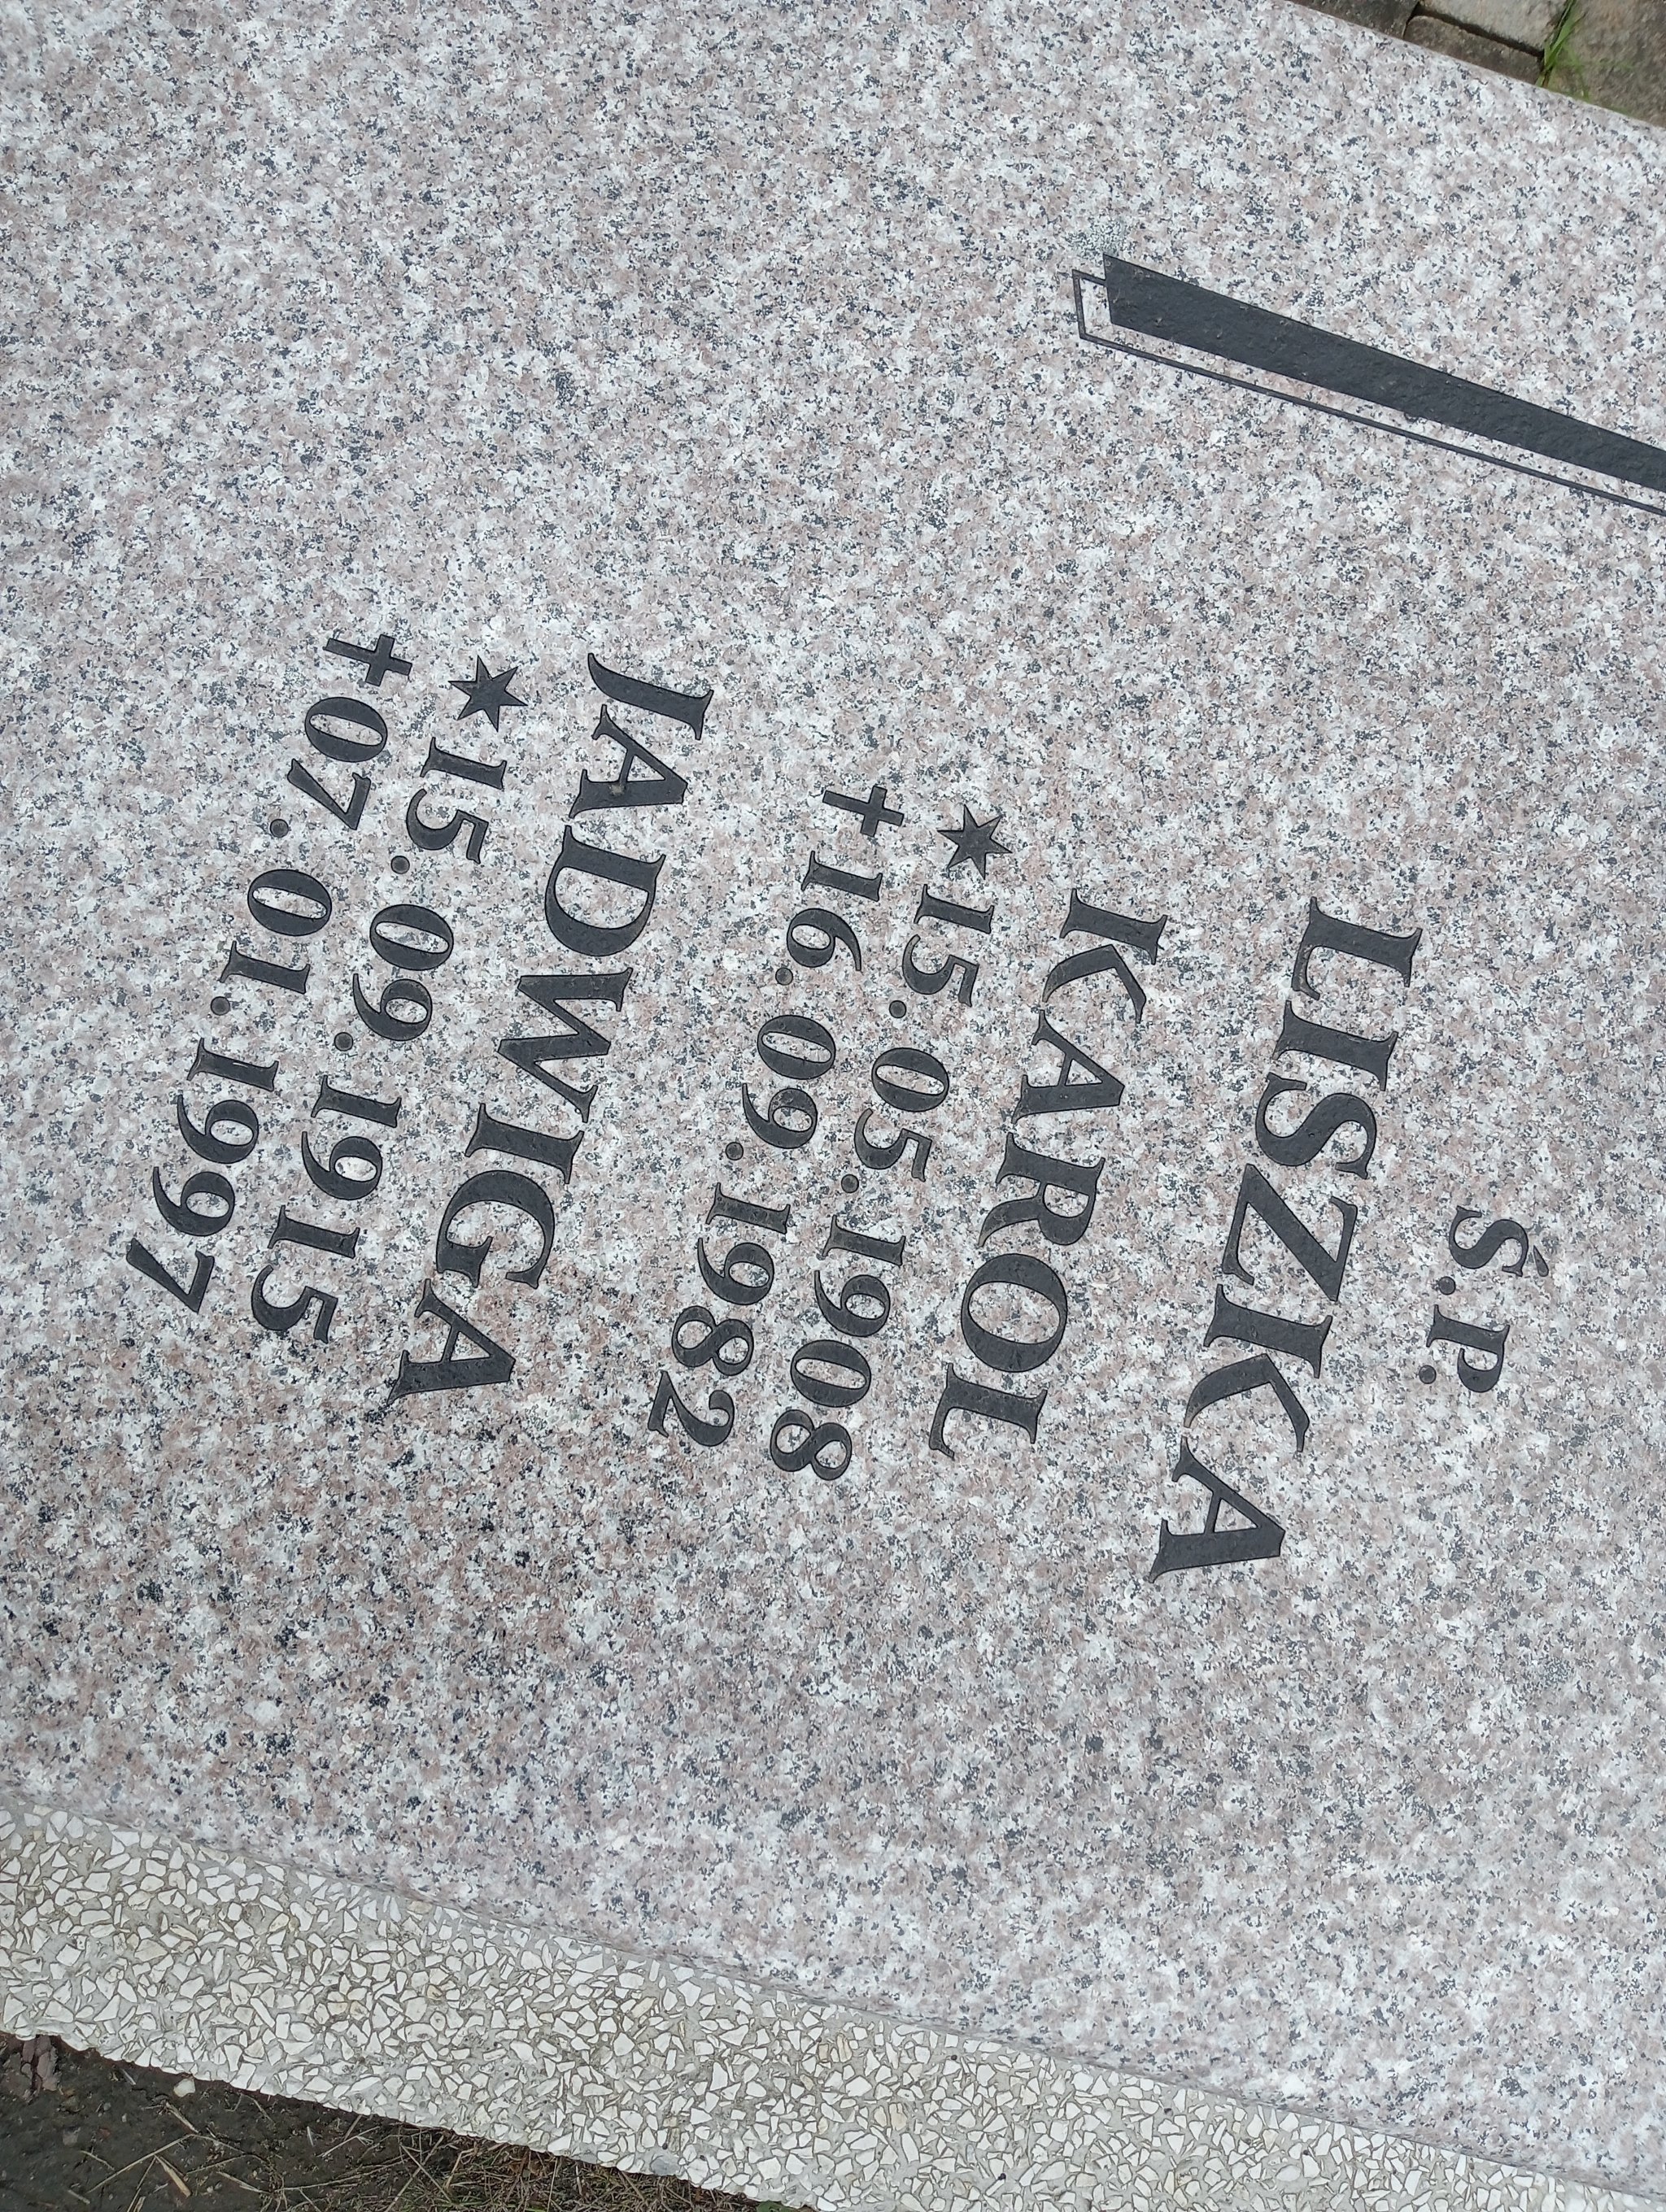 Ś.P.
LISZKA
KAROL
★15.05.1908
✝16.09.1982
JADWIGA
★15.09.1915
✝07.01.1997